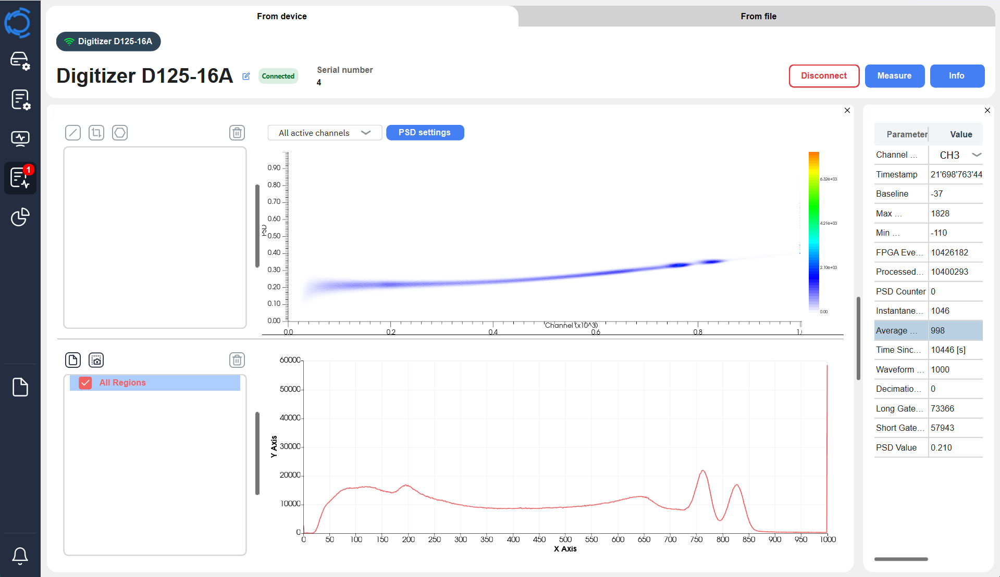 From device
From file
Digitizer D125-16A
Digitizer D125-16A
Connected
Serial number
4
Disconnect
Measure
Info
1
All active channels
PSD settings
PSD
0.90
0.80
0.70
0.60
0.50
0.40
0.30
0.20
0.10
0.00
0.0
0.2
0.4
0.6
0.8
1.
Channel (x10^3)
6.32e+03
4.21e+03
2.10e+03
0.00
All Regions
Y Axis
60000
50000
40000
30000
20000
10000
0
0 50 100 150 200 250 300 350 400 450 500 550 600 650 700 750 800 850 900 950 1000
X Axis
Parameter Value
Channel ... CH3
Timestamp 21'698'763'44
Baseline -37
Max ... 1828
Min ... -110
FPGA Eve... 10426182
Processed... 10400293
PSD Counter 0
Instantane... 1046
Average ... 998
Time Sinc... 10446 [s]
Waveform ... 1000
Decimatio... 0
Long Gate... 73366
Short Gate... 57943
PSD Value 0.210